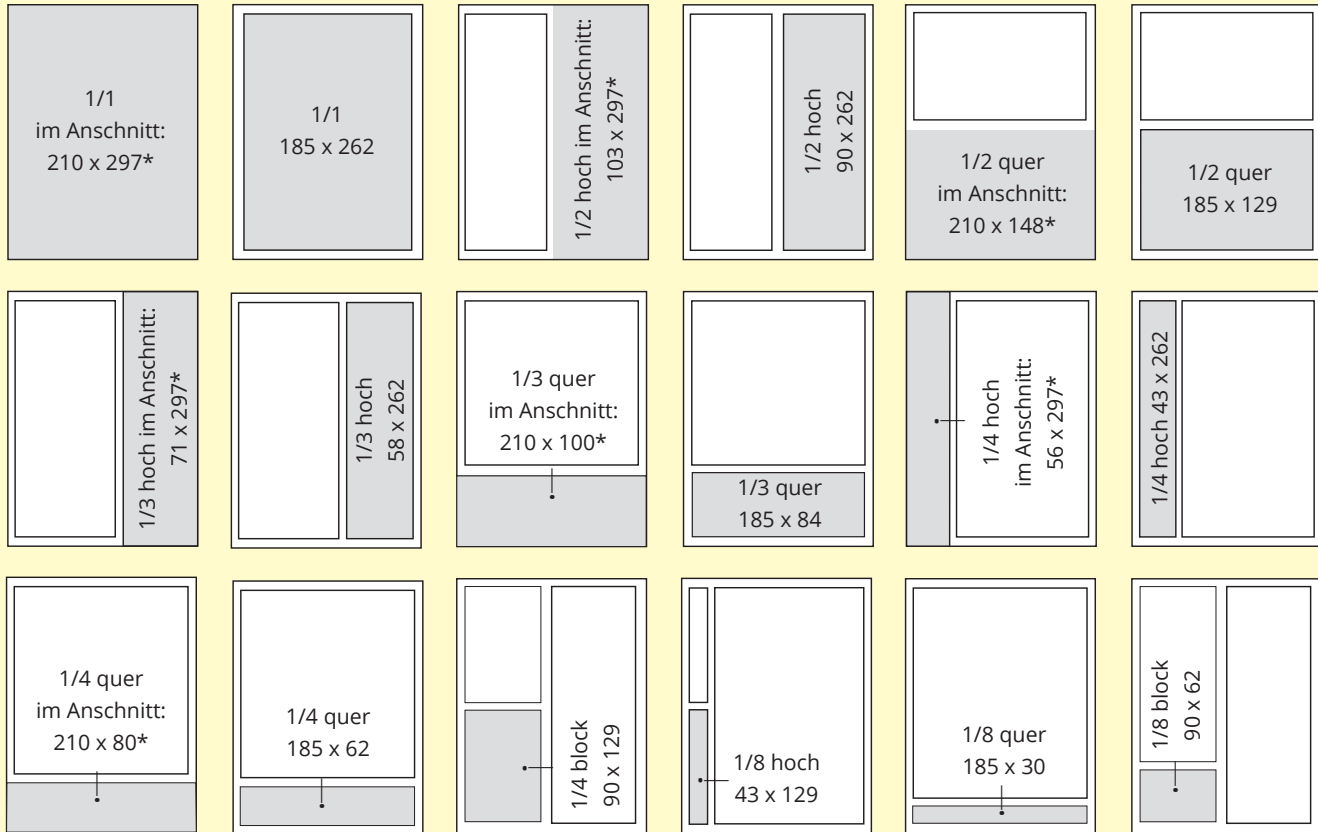 1/1
im Anschnitt:
210 x 297*
1/1
185 x 262
1/2 hoch im Anschnitt:
103 x 297*
1/2 hoch
90 x 262
1/2 quer
im Anschnitt:
210 x 148*
1/2 quer
185 x 129
1/3 hoch im Anschnitt:
71 x 297*
1/3 hoch
58 x 262
1/3 quer
im Anschnitt:
210 x 100*
1/3 quer
185 x 84
1/4 hoch
im Anschnitt:
56 x 297*
1/4 hoch 43 x 262
1/4 quer
im Anschnitt:
210 x 80*
1/4 quer
185 x 62
1/4 block
90 x 129
1/8 hoch
43 x 129
1/8 quer
185 x 30
1/8 block
90 x 62